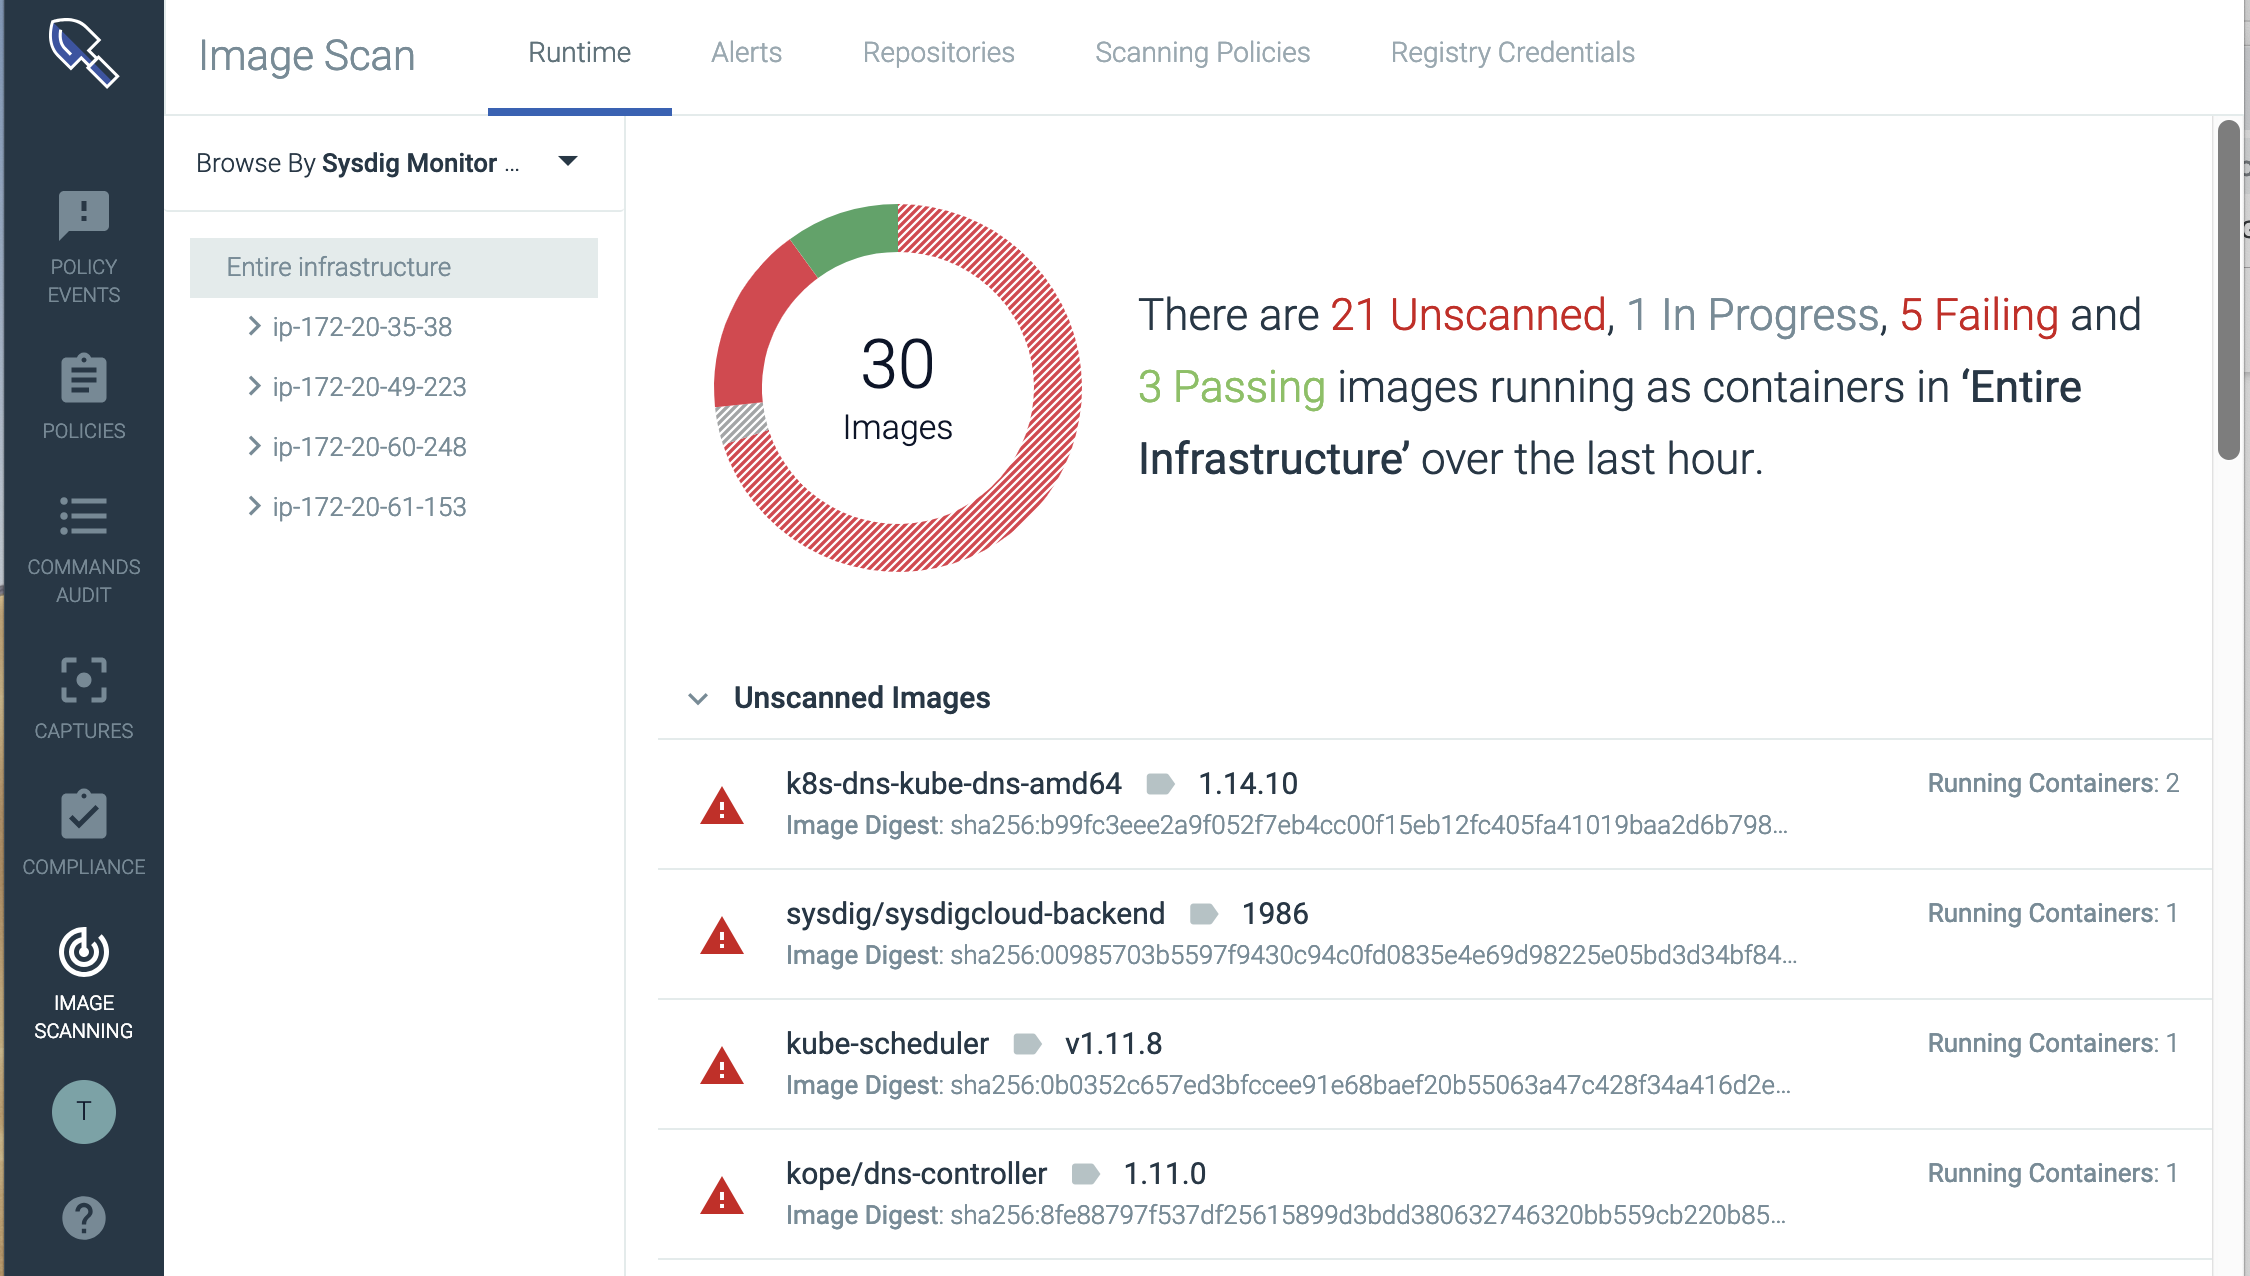 Image Scan
Runtime
Alerts
Repositories
Scanning Policies
Registry Credentials
POLICY
EVENTS
POLICIES
COMMANDS
AUDIT
CAPTURES
COMPLIANCE
IMAGE
SCANNING
T
Browse By Sysdig Monitor ...
Entire infrastructure
ip-172-20-35-38
ip-172-20-49-223
ip-172-20-60-248
ip-172-20-61-153
30
Images
There are 21 Unscanned, 1 In Progress, 5 Failing and
3 Passing images running as containers in ‘Entire
Infrastructure’ over the last hour.
Unscanned Images
k8s-dns-kube-dns-amd64 1.14.10
Running Containers: 2
Image Digest: sha256:b99fc3eee2a9f052f7eb4cc00f15eb12fc405fa41019baa2d6b798...
sysdig/sysdigcloud-backend 1986
Running Containers: 1
Image Digest: sha256:00985703b5597f9430c94c0fd0835e4e69d98225e05bd3d34bf84...
kube-scheduler v1.11.8
Running Containers: 1
Image Digest: sha256:0b0352c657ed3bfccee91e68baef20b55063a47c428f34a416d2e...
kope/dns-controller 1.11.0
Running Containers: 1
Image Digest: sha256:8fe88797f537df25615899d3bdd380632746320bb559cb220b85...